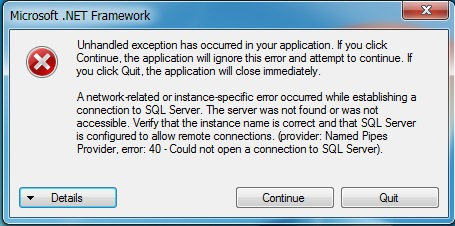 Microsoft .NET Framework
Unhandled exception has occurred in your application. If you click
Continue, the application will ignore this error and attempt to continue. If
you click Quit, the application will close immediately.
A network-related or instance-specific error occurred while establishing a
connection to SQL Server. The server was not found or was not
accessible. Verify that the instance name is correct and that SQL Server
is configured to allow remote connections. (provider: Named Pipes
Provider, error: 40 - Could not open a connection to SQL Server).
Details
Continue
Quit